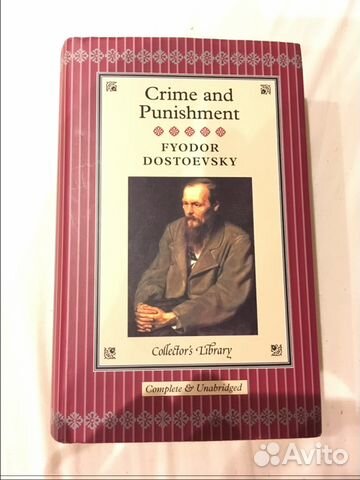 Crime and
Punishment
FYODOR
DOSTOEVSKY
Collector's Library
Complete & Unabridged
Avito